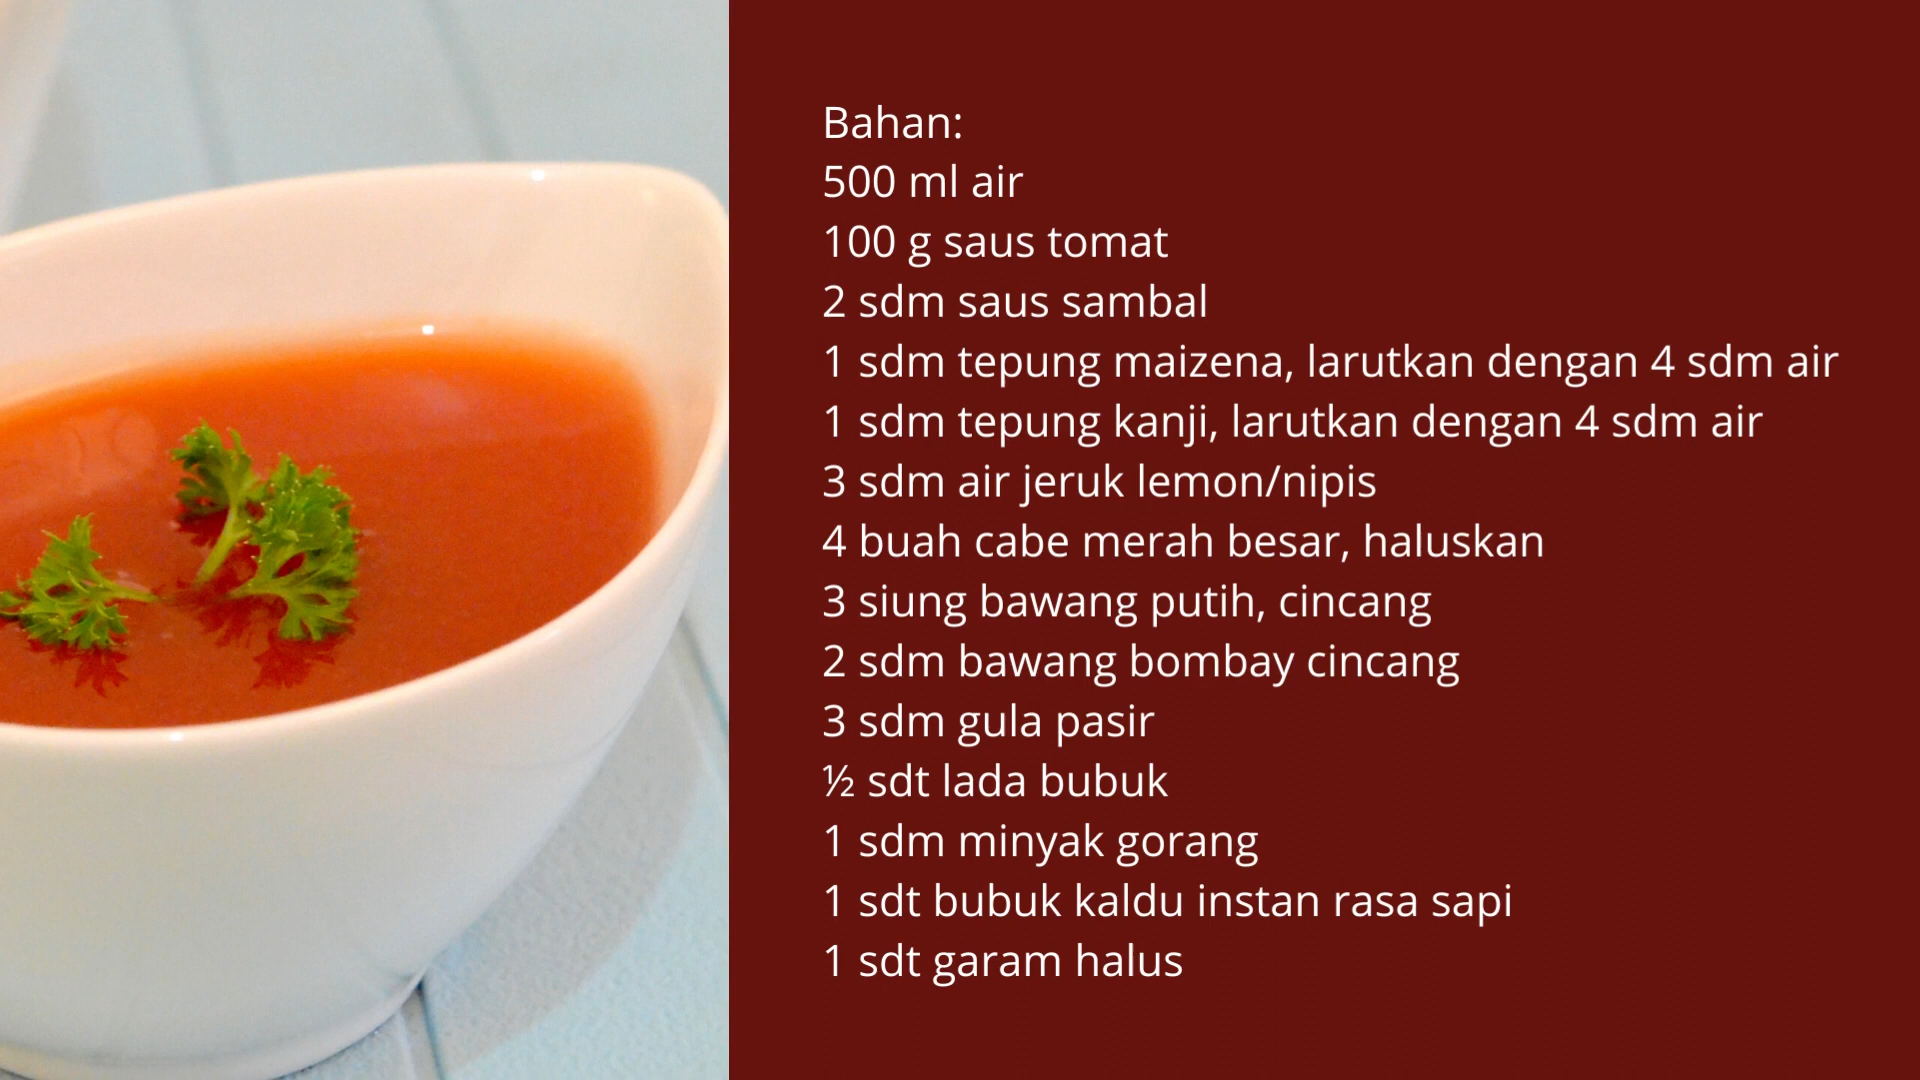 Bahan:
500 ml air
100 g saus tomat
2 sdm saus sambal
1 sdm tepung maizena, larutkan dengan 4 sdm air
1 sdm tepung kanji, larutkan dengan 4 sdm air
3 sdm air jeruk lemon/nipis
4 buah cabe merah besar, haluskan
3 siung bawang putih, cincang
2 sdm bawang bombay cincang
3 sdm gula pasir
½ sdt lada bubuk
1 sdm minyak gorang
1 sdt bubuk kaldu instan rasa sapi
1 sdt garam halus